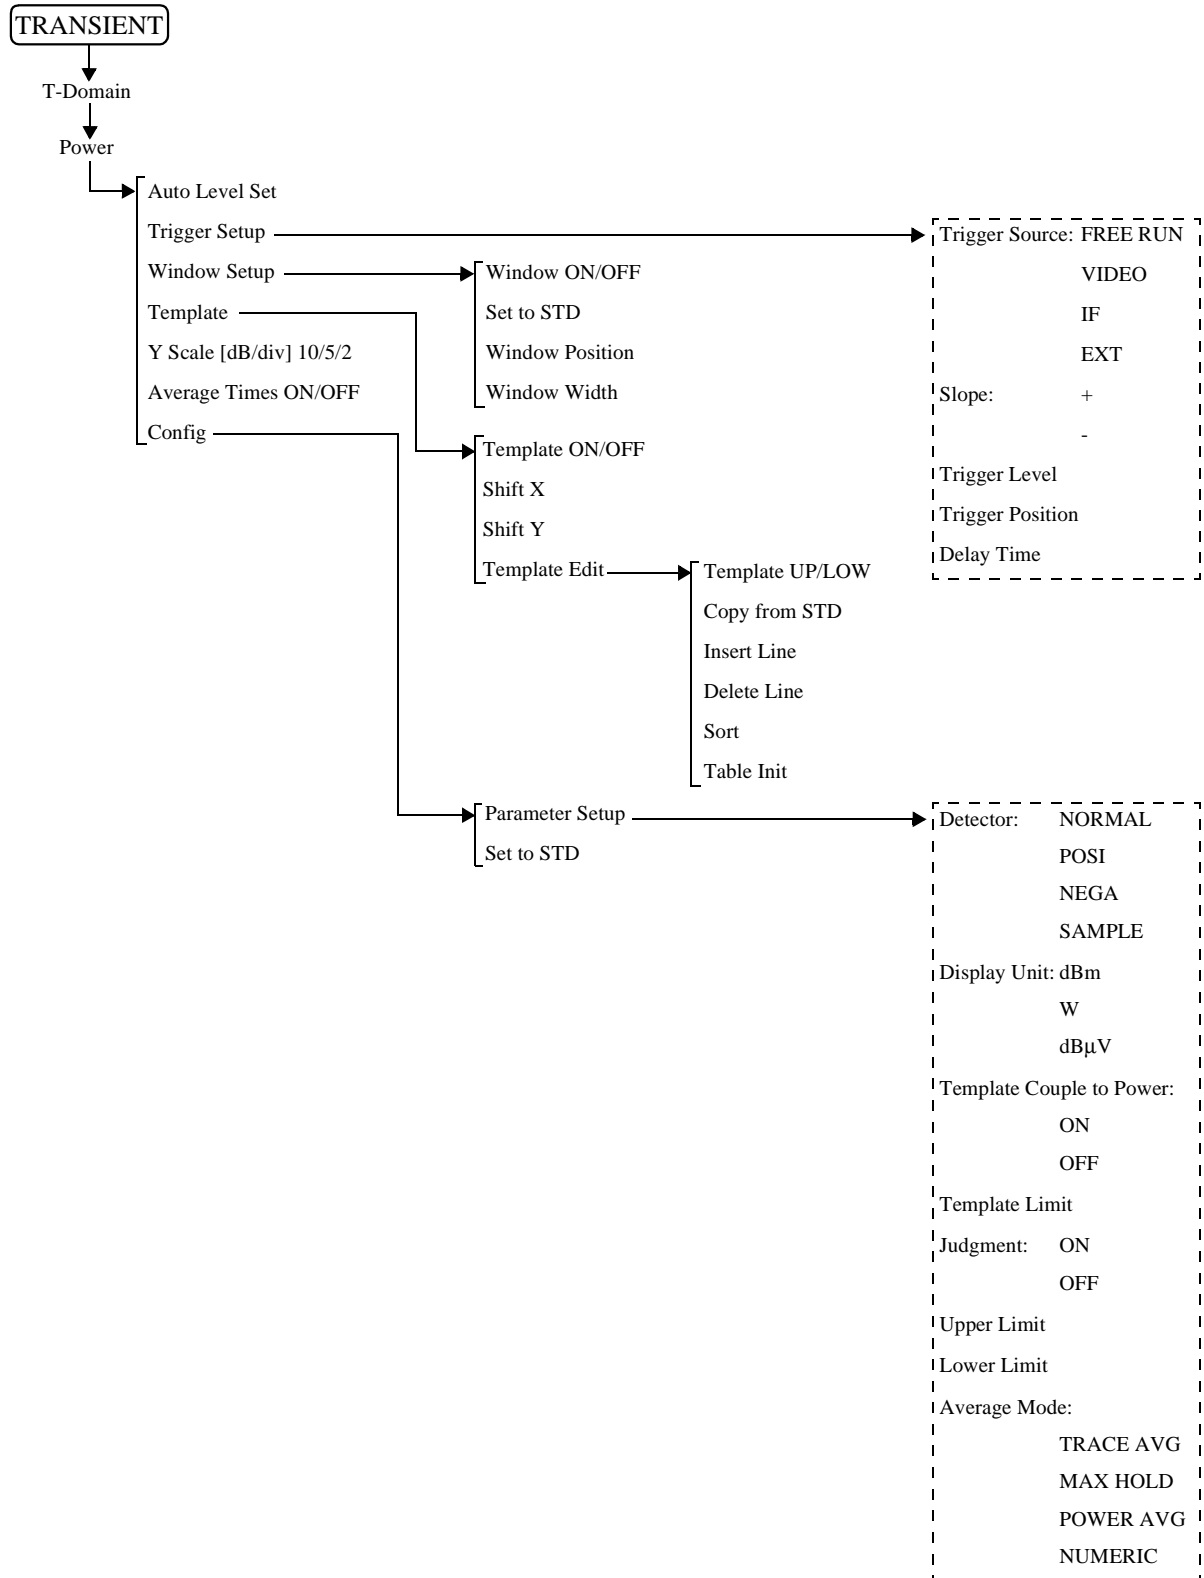 TRANSIENT
T-Domain
Power
Auto Level Set
Trigger Setup
Window Setup
Template
Y Scale [dB/div] 10/5/2
Average Times ON/OFF
Config
Window ON/OFF
Set to STD
Window Position
Window Width
Template ON/OFF
Shift X
Shift Y
Template Edit
Template UP/LOW
Copy from STD
Insert Line
Delete Line
Sort
Table Init
Trigger Source: FREE RUN
VIDEO
IF
EXT
Slope: +
-
Trigger Level
Trigger Position
Delay Time
Parameter Setup
Set to STD
Detector: NORMAL
POSI
NEGA
SAMPLE
Display Unit: dBm
W
dBµV
Template Couple to Power:
ON
OFF
Template Limit
Judgment: ON
OFF
Upper Limit
Lower Limit
Average Mode:
TRACE AVG
MAX HOLD
POWER AVG
NUMERIC